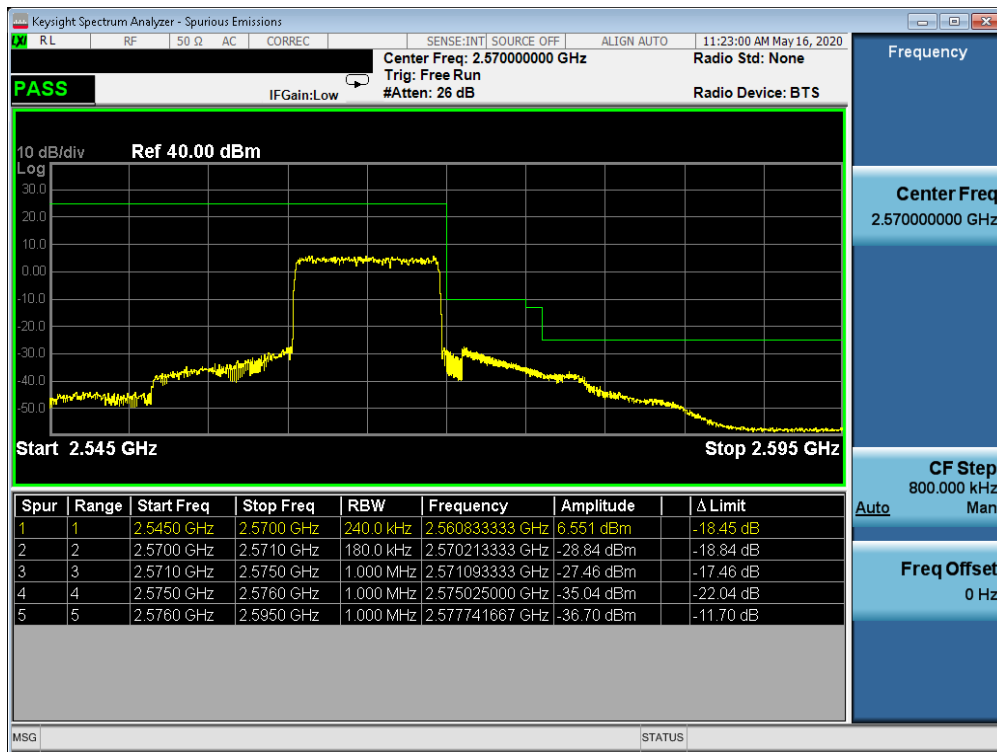 Keysight Spectrum Analyzer - Spurious Emissions
LXI RL RF 50 Ω AC CORREC SENSE:INT SOURCE OFF ALIGN AUTO 11:23:00 AM May 16, 2020
Center Freq: 2.570000000 GHz Radio Std: None
Trig: Free Run
PASS IFGain:Low #Atten: 26 dB Radio Device: BTS
10 dB/div Ref 40.00 dBm
Log
30.0
20.0
10.0
0.00
-10.0
-20.0
-30.0
-40.0
-50.0
Start 2.545 GHz Stop 2.595 GHz
Spur Range Start Freq Stop Freq RBW Frequency Amplitude Δ Limit
1 1 2.5450 GHz 2.5700 GHz 240.0 kHz 2.560833333 GHz 6.551 dBm -18.45 dB
2 2 2.5700 GHz 2.5710 GHz 180.0 kHz 2.570213333 GHz -28.84 dBm -18.84 dB
3 3 2.5710 GHz 2.5750 GHz 1.000 MHz 2.571093333 GHz -27.46 dBm -17.46 dB
4 4 2.5750 GHz 2.5760 GHz 1.000 MHz 2.575025000 GHz -35.04 dBm -22.04 dB
5 5 2.5760 GHz 2.5950 GHz 1.000 MHz 2.577741667 GHz -36.70 dBm -11.70 dB
MSG STATUS
Frequency
Center Freq
2.570000000 GHz
CF Step
800.000 kHz
Auto Man
Freq Offset
0 Hz